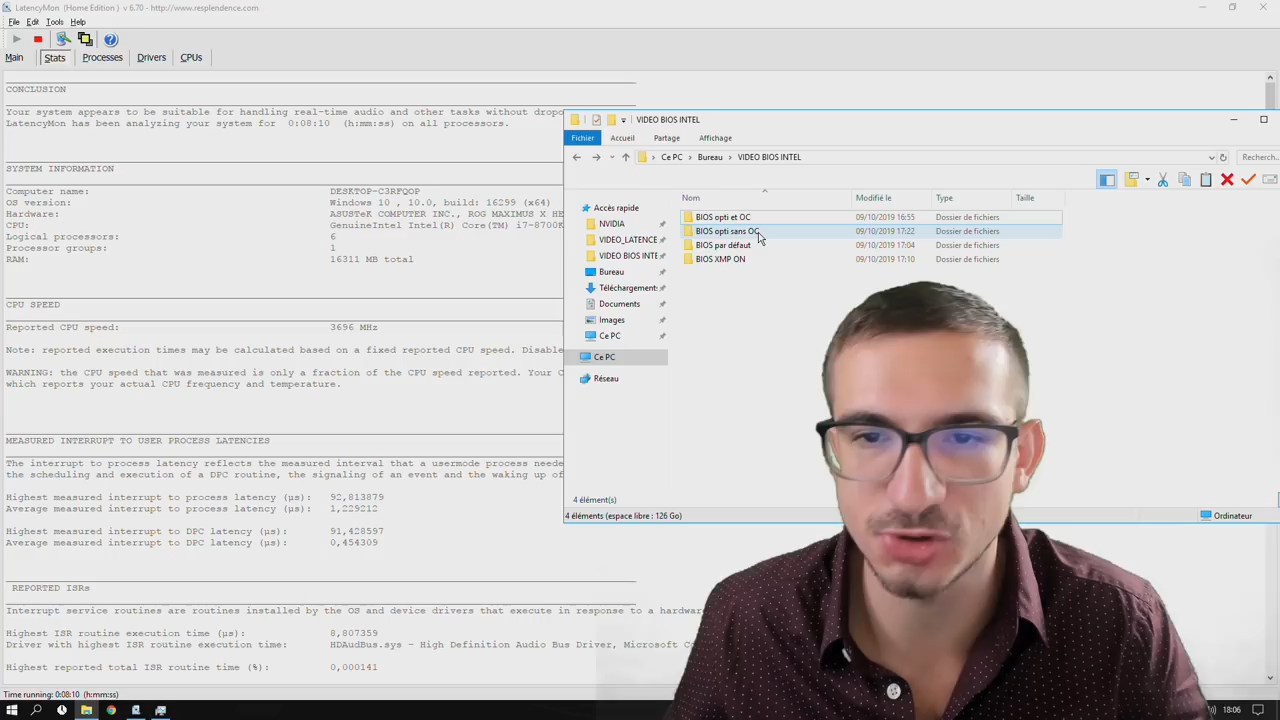 LatencyMon (Home Edition) v 6.70 - http://www.resplendence.com
File Edit Tools Help
Main Stats Processes Drivers CPUs
CONCLUSION
Your system appears to be suitable for handling real-time audio and other tasks without
LatencyMon has been analyzing your system for 0:08:10 (h:mm:ss) on all processors.
SYSTEM INFORMATION
Computer name: DESKTOP-C3RFQOP
OS version: Windows 10 , 10.0, build: 16299 (x64)
Hardware: ASUSTeK COMPUTER INC., ROG MAXIMUS X
CPU: GenuineIntel Intel(R) Core(TM) i7-8700K
Logical processors: 6
Processor groups: 1
RAM: 16311 MB total
CPU SPEED
Reported CPU speed: 3696 MHz
Note: reported execution times may be calculated based on a fixed reported CPU speed. Disable
WARNING: the CPU speed that was measured is only a fraction of the CPU speed reported. Your
which reports your actual CPU frequency and temperature.
MEASURED INTERRUPT TO USER PROCESS LATENCIES
The interrupt to process latency reflects the measured interval that a usermode process
the scheduling and execution of a DPC routine, the signaling of an event and the waking up of
Highest measured interrupt to process latency (µs): 92,813879
Average measured interrupt to process latency (µs): 1,229212
Highest measured interrupt to DPC latency (µs): 91,428597
Average measured interrupt to DPC latency (µs): 0,454309
REPORTED ISRs
Interrupt service routines are routines installed by the OS and device drivers that execute in response to a
Highest ISR routine execution time (µs): 8,807359
Driver with highest ISR routine execution time: HDAudBus.sys - High Definition Audio Bus Driver, Microsoft
Highest reported total ISR routine time (%): 0,000141
Time running: 0:08:10 (h:mm:ss)
VIDEO BIOS INTEL
Fichier Accueil Partage Affichage
Ce PC Bureau VIDEO BIOS INTEL
Recherch...
Nom Modifié le Type Taille
Accès rapide
NVIDIA
VIDEO_LATENCE
VIDEO BIOS INTE
Bureau
Téléchargement
Documents
Images
Ce PC
Ce PC
Réseau
BIOS opti et OC 09/10/2019 16:55 Dossier de fichiers
BIOS opti sans OC 09/10/2019 17:22 Dossier de fichiers
BIOS par défaut 09/10/2019 17:04 Dossier de fichiers
BIOS XMP ON 09/10/2019 17:10 Dossier de fichiers
4 élément(s)
4 éléments (espace libre : 126 Go)
Ordinateur
18:06